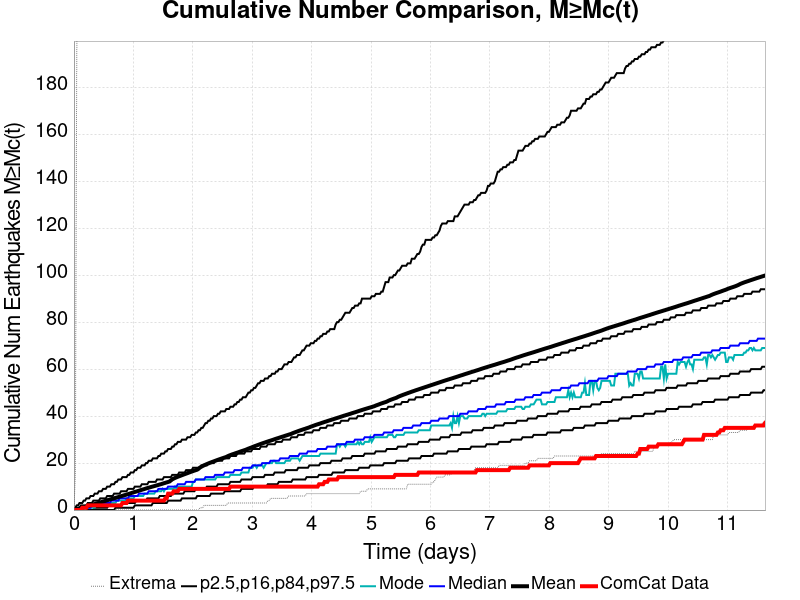 Cumulative Number Comparison, M≥Mc(t)
Cumulative Num Earthquakes M≥Mc(t)
180
160
140
120
100
80
60
40
20
0
0 1 2 3 4 5 6 7 8 9 10 11
Time (days)
Extrema p2.5,p16,p84,p97.5 Mode Median Mean ComCat Data